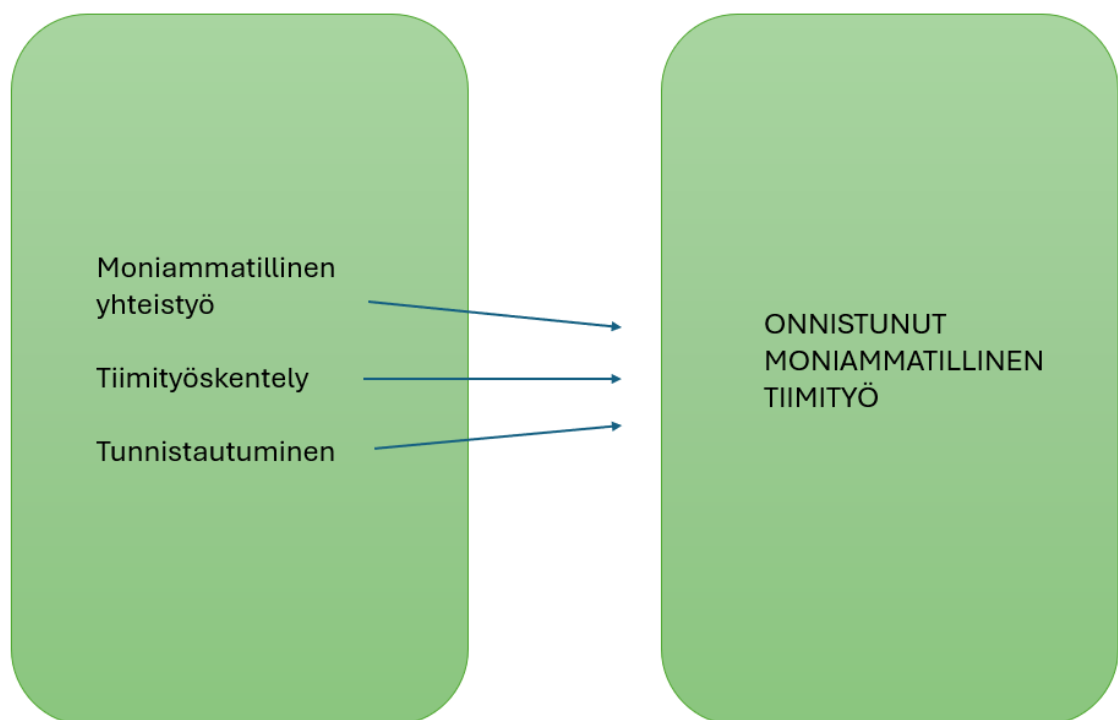 Moniammatillinen
yhteistyö
Tiimityöskentely
Tunnistautuminen
ONNISTUNUT
MONIAMMATILLINEN
TIIMITYÖ